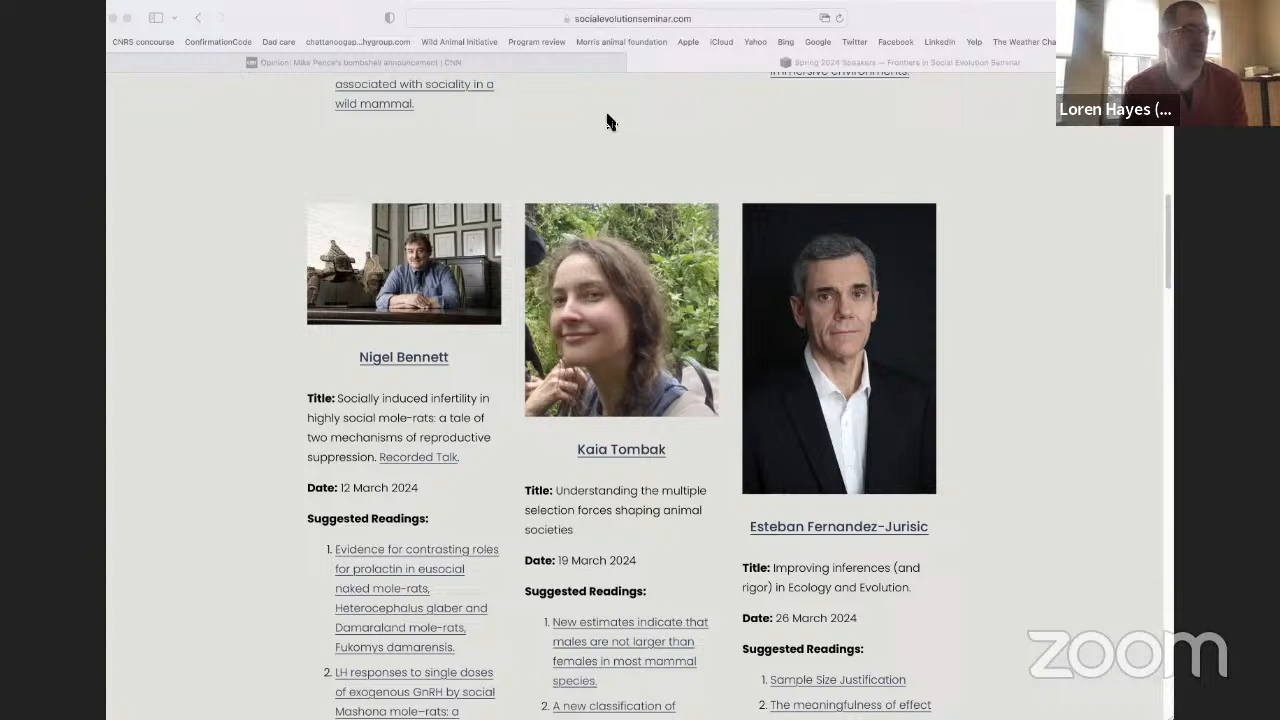 socialevolutionseminar.com
CNRS concourse ConfirmationCode Dad care chattanoogap...hygroup.com Wild Animal Initiative Program review Morris animal foundation Apple iCloud Yahoo Bing Google Twitter Facebook LinkedIn Yelp The Weather Cha
Opinion: Mike Pence's bombshell announcement | CNN
Spring 2024 Speakers — Frontiers in Social Evolution Seminar
Loren Hayes (...
associated with sociality in a
wild mammal.
immersive environments.
Nigel Bennett
Title: Socially induced infertility in
highly social mole-rats: a tale of
two mechanisms of reproductive
suppression. Recorded Talk.
Date: 12 March 2024
Suggested Readings:
1. Evidence for contrasting roles
for prolactin in eusocial
naked mole-rats,
Heterocephalus glaber and
Damaraland mole-rats,
Fukomys damarensis.
2. LH responses to single doses
of exogenous GnRH by social
Mashona mole-rats: a
Kaia Tombak
Title: Understanding the multiple
selection forces shaping animal
societies
Date: 19 March 2024
Suggested Readings:
1. New estimates indicate that
males are not larger than
females in most mammal
species.
2. A new classification of
Esteban Fernandez-Jurisic
Title: Improving inferences (and
rigor) in Ecology and Evolution.
Date: 26 March 2024
Suggested Readings:
1. Sample Size Justification
2. The meaningfulness of effect
zoom